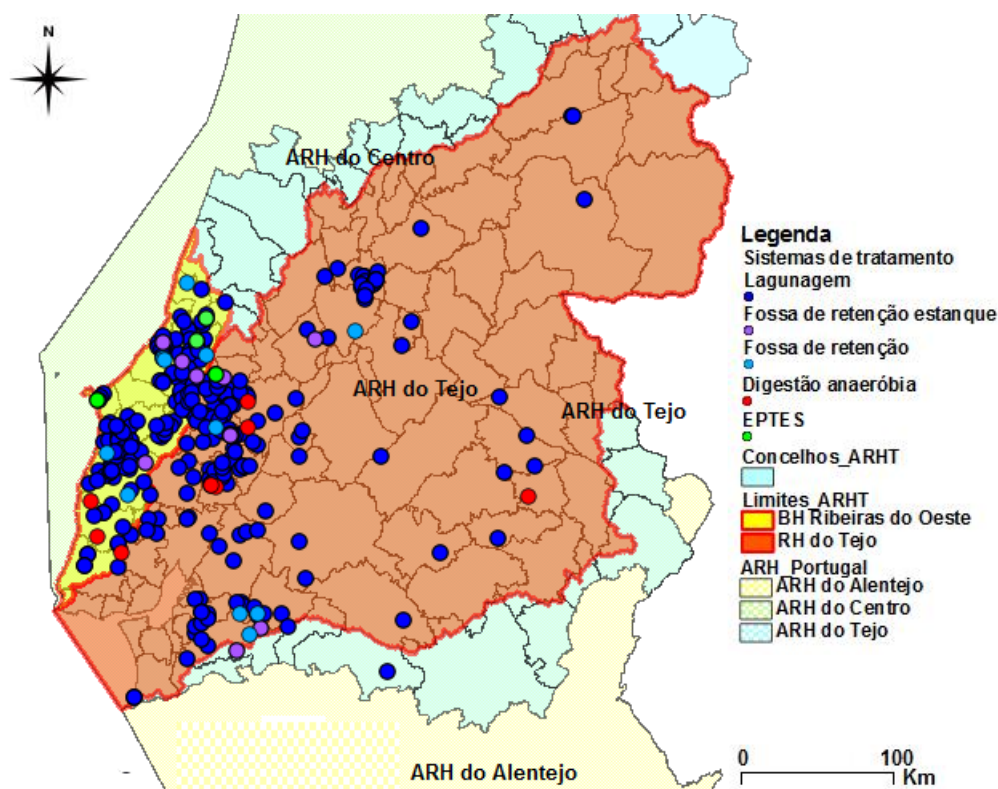 N
ARH do Centro
ARH do Tejo
ARH do Tejo
ARH do Alentejo
Legenda
Sistemas de tratamento
Lagunagem
Fossa de retenção estanque
Fossa de retenção
Digestão anaeróbia
EPTES
Concelhos_ARHT
Limites_ARHT
BH Ribeiras do Oeste
RH do Tejo
ARH_Portugal
ARH do Alentejo
ARH do Centro
ARH do Tejo
0 100
Km